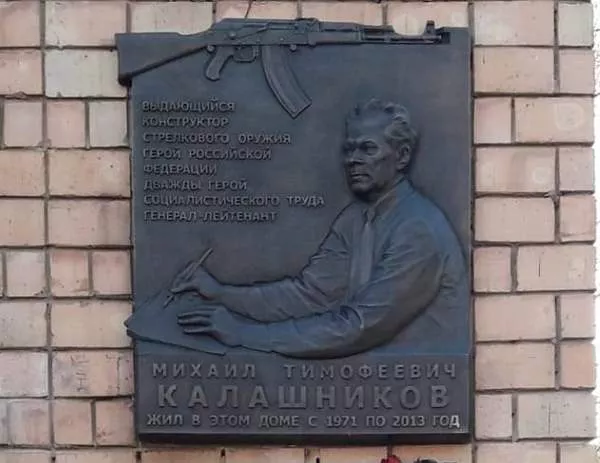 ВЫДАЮЩИЙСЯ
КОНСТРУКТОР
СТРЕЛКОВОГО ОРУЖИЯ
ГЕРОЙ РОССИЙСКОЙ
ФЕДЕРАЦИИ
ДВАЖДЫ ГЕРОЙ
СОЦИАЛИСТИЧЕСКОГО ТРУДА
ГЕНЕРАЛ-ЛЕЙТЕНАНТ
МИХАИЛ ТИМОФЕЕВИЧ
КАЛАШНИКОВ
ЖИЛ В ЭТОМ ДОМЕ С 1971 ПО 2013 ГОД